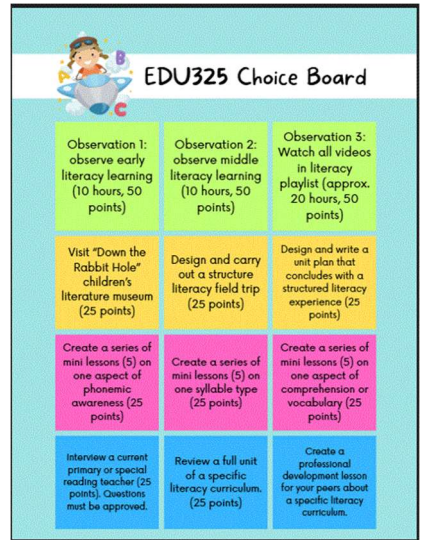 A
B
C
EDU325 Choice Board
Observation 1:
observe early
literacy learning
(10 hours, 50
points)
Observation 2:
observe middle
literacy learning
(10 hours, 50
points)
Observation 3:
Watch all videos
in literacy
playlist (approx.
20 hours, 50
points)
Visit "Down the
Rabbit Hole"
children's
literature museum
(25 points)
Design and carry
out a structure
literacy field trip
(25 points)
Design and write a
unit plan that
concludes with a
structured literacy
experience (25
points)
Create a series of
mini lessons (5) on
one aspect of
phonemic
awareness (25
points)
Create a series of
mini lessons (5) on
one syllable type
(25 points)
Create a series of
mini lessons (5) on
one aspect of
comprehension or
vocabulary (25
points)
Interview a current
primary or special
reading teacher (25
points). Questions
must be approved.
Review a full unit
of a specific
literacy curriculum.
(25 points)
Create a
professional
development lesson
for your peers about
a specific literacy
curriculum.